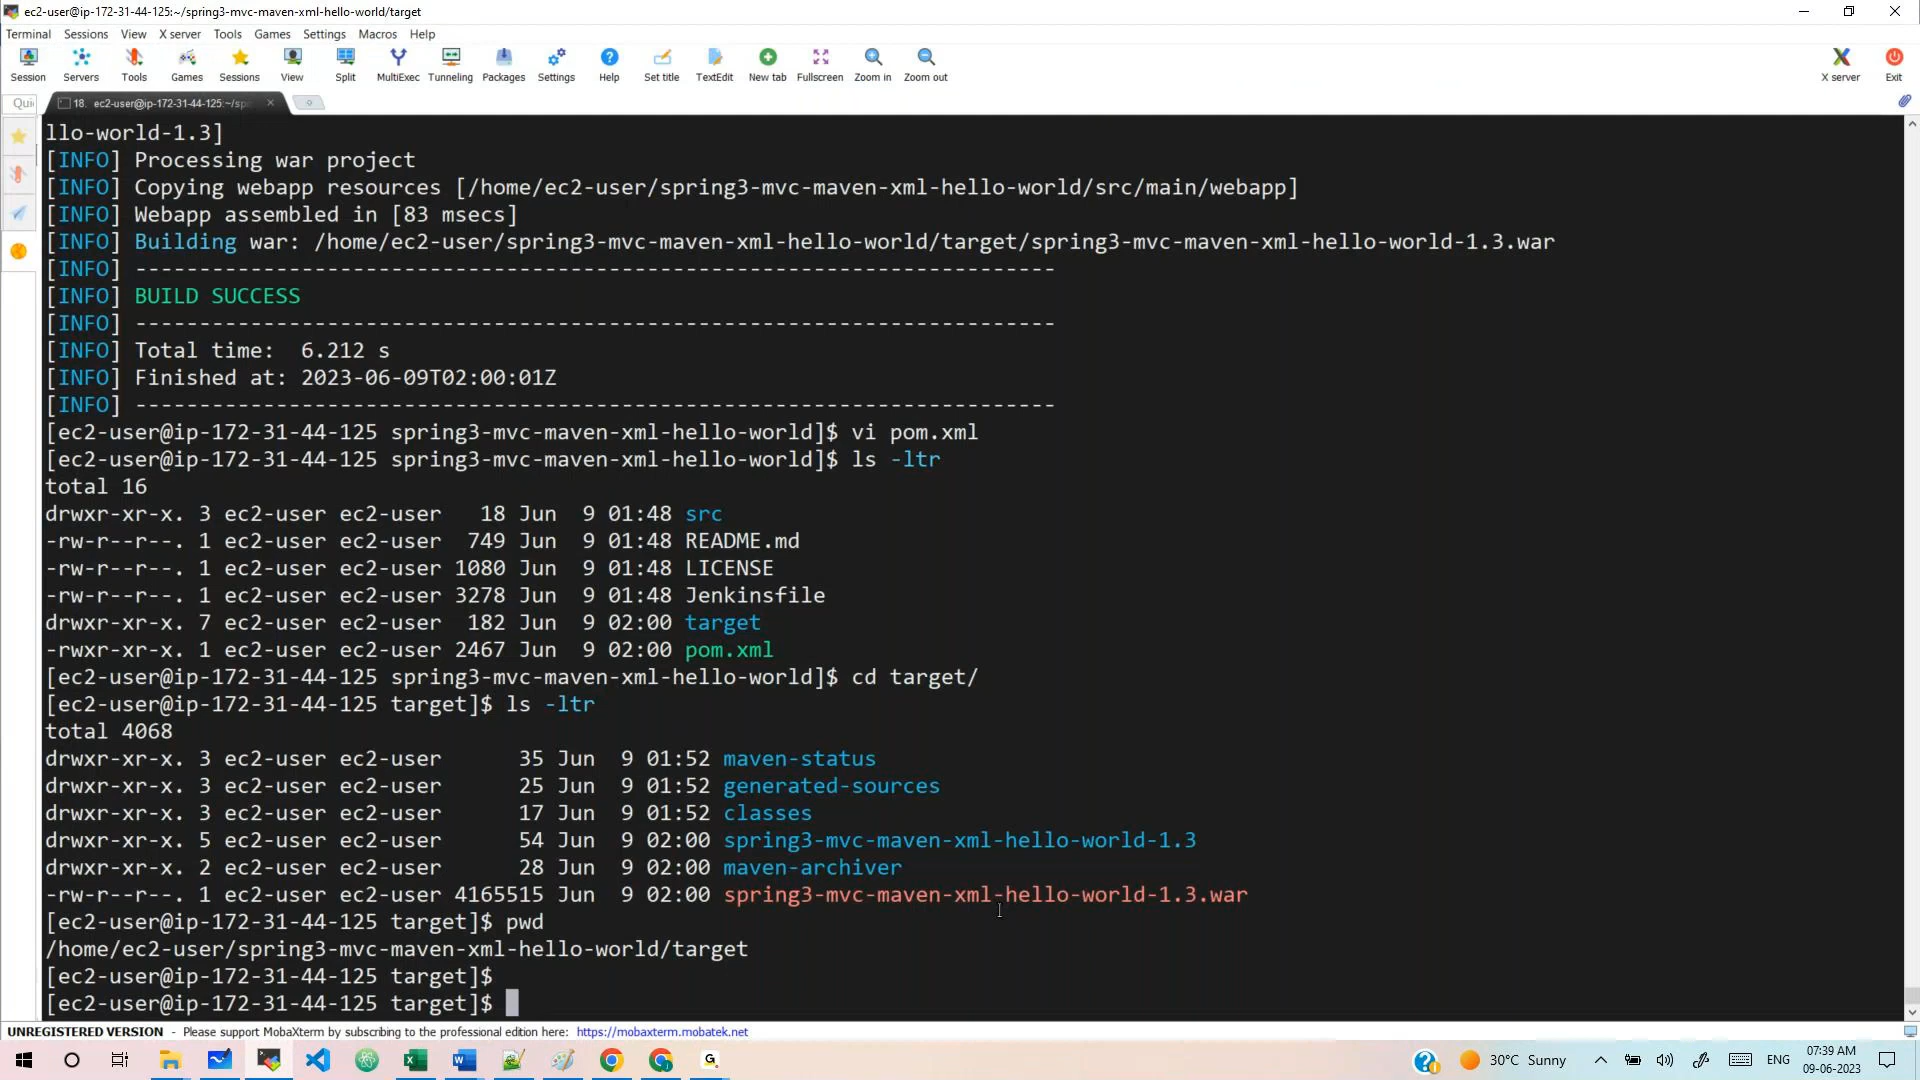 ec2-user@ip-172-31-44-125:~/spring3-mvc-maven-xml-hello-world/target
Terminal Sessions View X server Tools Games Settings Macros Help
Session Servers Tools Games Sessions View Split MultiExec Tunneling Packages Settings Help Set title TextEdit New tab Fullscreen Zoom in Zoom out X server Exit
Qui 18. ec2-user@ip-172-31-44-125:~/spr
llo-world-1.3]
[INFO] Processing war project
[INFO] Copying webapp resources [/home/ec2-user/spring3-mvc-maven-xml-hello-world/src/main/webapp]
[INFO] Webapp assembled in [83 msecs]
[INFO] Building war: /home/ec2-user/spring3-mvc-maven-xml-hello-world/target/spring3-mvc-maven-xml-hello-world-1.3.war
[INFO] ------------------------------------------------------------------------
[INFO] BUILD SUCCESS
[INFO] ------------------------------------------------------------------------
[INFO] Total time:  6.212 s
[INFO] Finished at: 2023-06-09T02:00:01Z
[INFO] ------------------------------------------------------------------------
[ec2-user@ip-172-31-44-125 spring3-mvc-maven-xml-hello-world]$ vi pom.xml
[ec2-user@ip-172-31-44-125 spring3-mvc-maven-xml-hello-world]$ ls -ltr
total 16
drwxr-xr-x. 3 ec2-user ec2-user   18 Jun  9 01:48 src
-rw-r--r--. 1 ec2-user ec2-user  749 Jun  9 01:48 README.md
-rw-r--r--. 1 ec2-user ec2-user 1080 Jun  9 01:48 LICENSE
-rw-r--r--. 1 ec2-user ec2-user 3278 Jun  9 01:48 Jenkinsfile
drwxr-xr-x. 7 ec2-user ec2-user  182 Jun  9 02:00 target
-rwxr-xr-x. 1 ec2-user ec2-user 2467 Jun  9 02:00 pom.xml
[ec2-user@ip-172-31-44-125 spring3-mvc-maven-xml-hello-world]$ cd target/
[ec2-user@ip-172-31-44-125 target]$ ls -ltr
total 4068
drwxr-xr-x. 3 ec2-user ec2-user      35 Jun  9 01:52 maven-status
drwxr-xr-x. 3 ec2-user ec2-user      25 Jun  9 01:52 generated-sources
drwxr-xr-x. 3 ec2-user ec2-user      17 Jun  9 01:52 classes
drwxr-xr-x. 5 ec2-user ec2-user      54 Jun  9 02:00 spring3-mvc-maven-xml-hello-world-1.3
drwxr-xr-x. 2 ec2-user ec2-user      28 Jun  9 02:00 maven-archiver
-rw-r--r--. 1 ec2-user ec2-user 4165515 Jun  9 02:00 spring3-mvc-maven-xml-hello-world-1.3.war
[ec2-user@ip-172-31-44-125 target]$ pwd
/home/ec2-user/spring3-mvc-maven-xml-hello-world/target
[ec2-user@ip-172-31-44-125 target]$
[ec2-user@ip-172-31-44-125 target]$
UNREGISTERED VERSION - Please support MobaXterm by subscribing to the professional edition here: https://mobaxterm.mobatek.net
30°C Sunny ENG 07:39 AM
09-06-2023